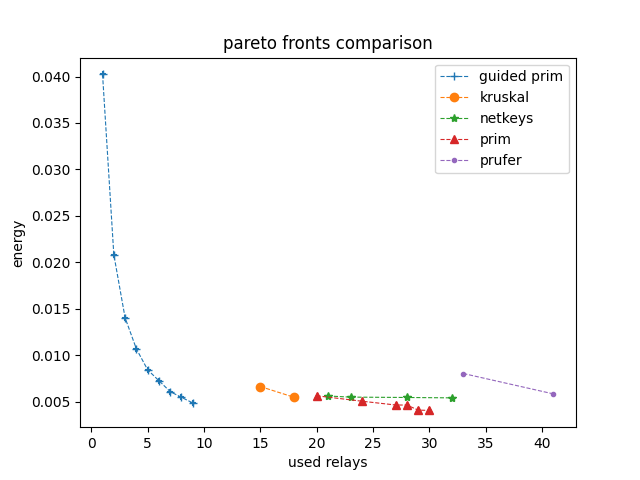 pareto fronts comparison
guided prim
kruskal
netkeys
prim
prufer
energy
0.040
0.035
0.030
0.025
0.020
0.015
0.010
0.005
0
5
10
15
20
25
30
35
40
used relays